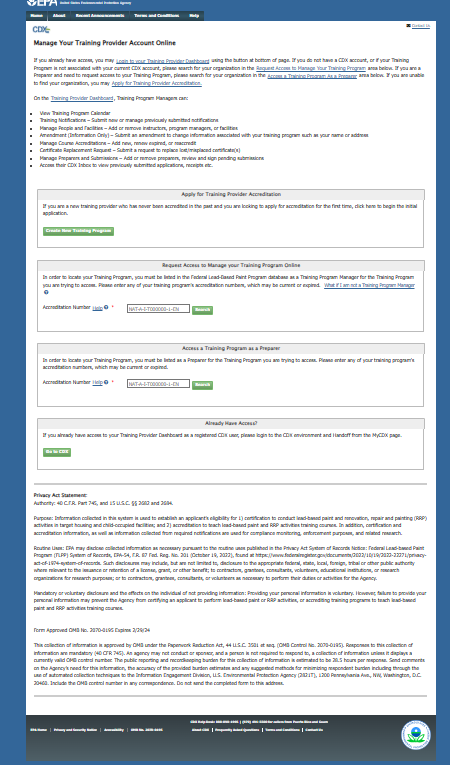 EPA United States Environmental Protection Agency
Home About Recent Announcements Terms and Conditions Help
CDX
Contact Us
Manage Your Training Provider Account Online
If you already have access, you may Login to your Training Provider Dashboard using the button at bottom of page. If you do not have a CDX account, or if your Training
Program is not associated with your current CDX account, please search for your organization in the Request Access to Manage Your Training Program area below. If you are a
Preparer and need to request access to your Training Program, please search for your organization in the Access a Training Program As a Preparer area below. If you are unable
to find your organization, you may Apply for Training Provider Accreditation.
On the Training Provider Dashboard, Training Program Managers can:
• View Training Program Calendar
• Training Notifications – Submit new or manage previously submitted notifications
• Manage People and Facilities – Add or remove instructors, program managers, or facilities
• Amendment (Information Only) – Submit an amendment to change information associated with your training program such as your name or address
• Manage Course Accreditations – Add new, renew expired, or reaccredit
• Certificate Replacement Request – Submit a request to replace lost/misplaced certificate(s)
• Manage Preparers and Submissions – Add or remove preparers, review and sign pending submissions
• Access their CDX Inbox to view previously submitted applications, receipts etc.
Apply for Training Provider Accreditation
If you are a new training provider who has never been accredited in the past and you are looking to apply for accreditation for the first time, click here to begin the initial
application.
Create New Training Program
Request Access to Manage your Training Program Online
In order to locate your Training Program, you must be listed in the Federal Lead-Based Paint Program database as a Training Program Manager for the Training Program
you are trying to access. Please enter any of your training program's accreditation numbers, which may be current or expired. What if I am not a Training Program Manager
Accreditation Number Help * NAT-A-I-T000000-1-EN Search
Access a Training Program as a Preparer
In order to locate your Training Program, you must be listed as a Preparer for the Training Program you are trying to access. Please enter any of your training program's
accreditation numbers, which may be current or expired.
Accreditation Number Help * NAT-A-I-T000000-1-EN Search
Already Have Access?
If you already have access to your Training Provider Dashboard as a registered CDX user, please login to the CDX environment and Handoff from the MyCDX page.
Go to CDX
Privacy Act Statement:
Authority: 40 C.F.R. Part 745, and 15 U.S.C. §§ 2682 and 2684.
Purpose: Information collected in this system is used to establish an applicant's eligibility for 1) certification to conduct lead-based paint and renovation, repair and painting (RRP)
activities in target housing and child-occupied facilities; and 2) accreditation to teach lead-based paint and RRP activities training courses. In addition, certification and accreditation
information, as well as information collected from required notifications are used for compliance monitoring, enforcement purposes, and related research.
Routine Uses: EPA may disclose collected information as necessary pursuant to the routine uses published in the Privacy Act System of Records Notice: Federal Lead-Based Paint
Program (FLPP) System of Records, EPA-54, F.R. 87 Fed. Reg. No. 201 (October 19, 2022), found at https://www.federalregister.gov/documents/2022/10/19/2022-22271/privacy-
act-of-1974-system-of-records. Such disclosures may include, but are not limited to, disclosure to the appropriate federal, state, local, foreign, tribal or other public authority
where relevant to the issuance or retention of a license, grant, or other benefit; to contractors, grantees, consultants, volunteers, educational institutions, or research
organizations for research purposes; or to contractors, grantees, consultants, or volunteers as necessary to perform their duties or activities for the Agency.
Mandatory or voluntary disclosure and the effects on the individual of not providing information: Providing your personal information is voluntary. However, failure to provide your
personal information may prevent the Agency from certifying an applicant to perform lead-based paint or RRP activities, or accrediting training programs to teach lead-based
paint and RRP activities training courses.
Form Approved OMB No. 2070-0195 Expires 3/29/24
This collection of information is approved by OMB under the Paperwork Reduction Act, 44 U.S.C. 3501 et seq. (OMB Control No. 2070-0195). Responses to this collection of
information are mandatory (40 CFR 745). An agency may not conduct or sponsor, and a person is not required to respond to, a collection of information unless it displays a
currently valid OMB control number. The public reporting and recordkeeping burden for this collection of information is estimated to be 28.5 hours per response. Send comments
on the Agency's need for this information, the accuracy of the provided burden estimates and any suggested methods for minimizing respondent burden including through the
use of automated collection techniques to the Information Engagement Division, U.S. Environmental Protection Agency (2821T), 1200 Pennsylvania Ave., NW, Washington, D.C.
20460. Include the OMB control number in any correspondence. Do not send the completed form to this address.
EPA Home | Privacy and Security Notice | Accessibility
About CDX | Frequently Asked Questions | Terms and Conditions | Contact Us